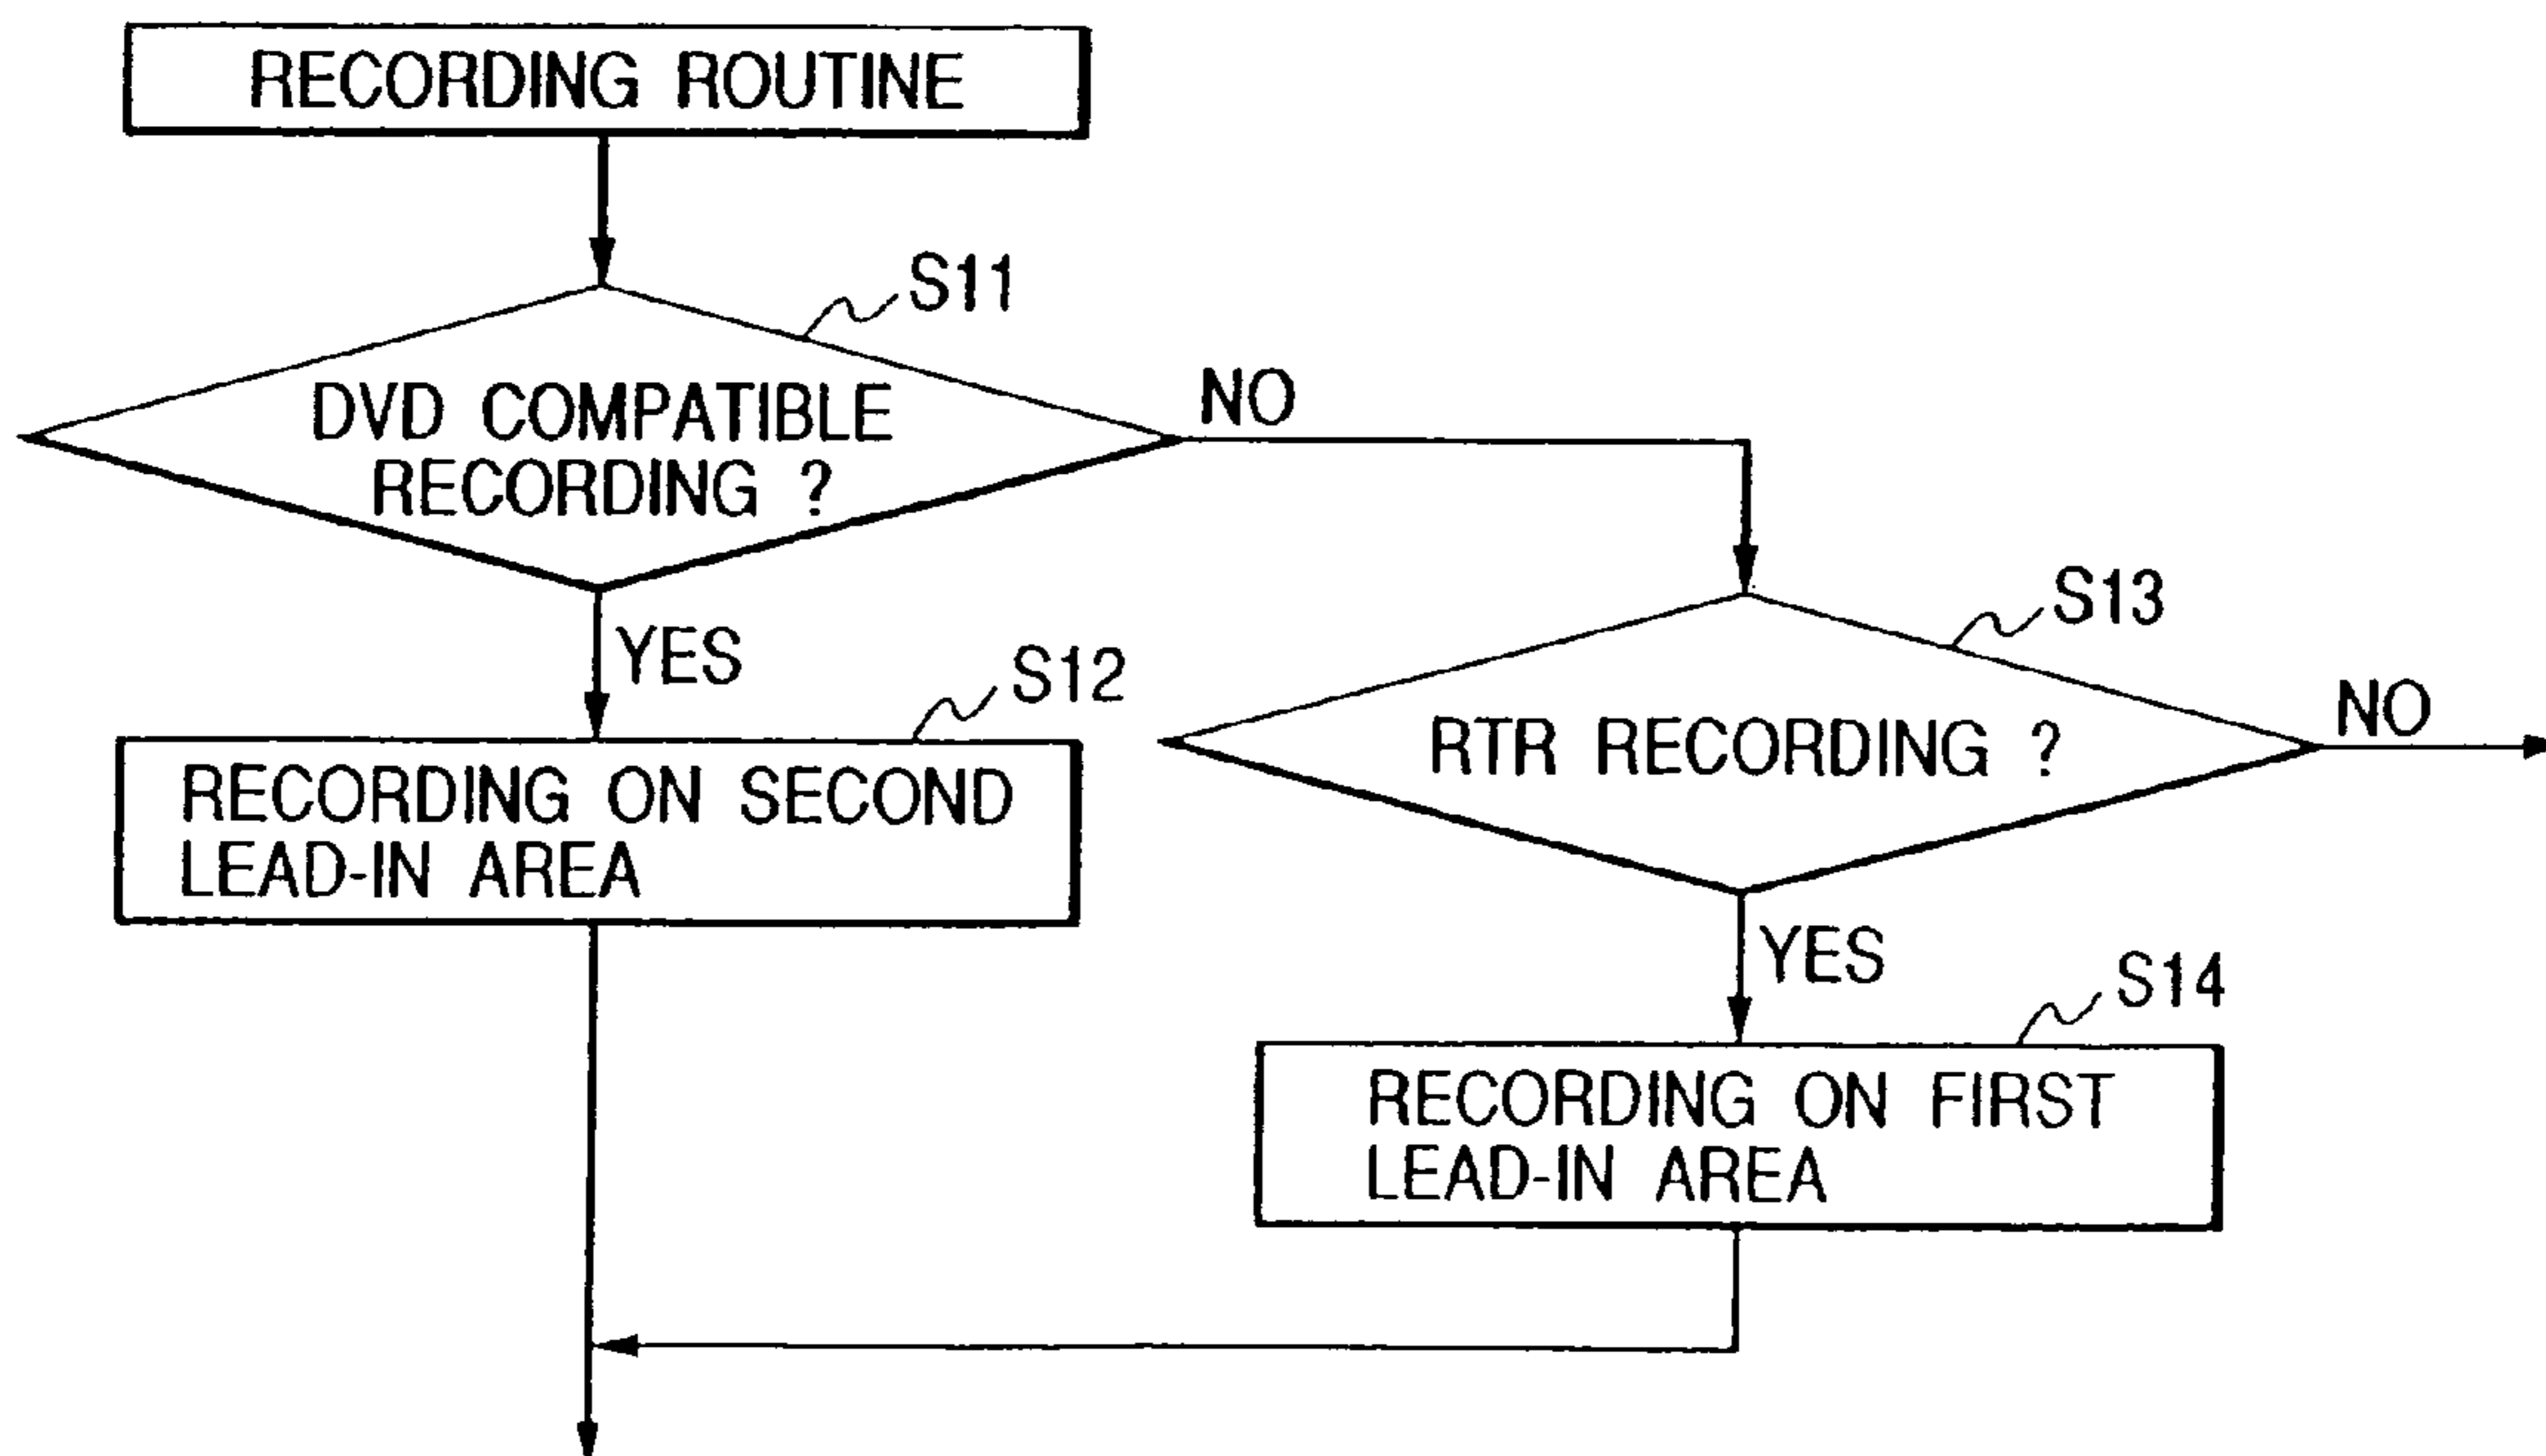 RECORDING ROUTINE
S11
DVD COMPATIBLE
RECORDING ?
NO
YES
S12
RECORDING ON SECOND
LEAD-IN AREA
S13
RTR RECORDING ?
NO
YES
S14
RECORDING ON FIRST
LEAD-IN AREA